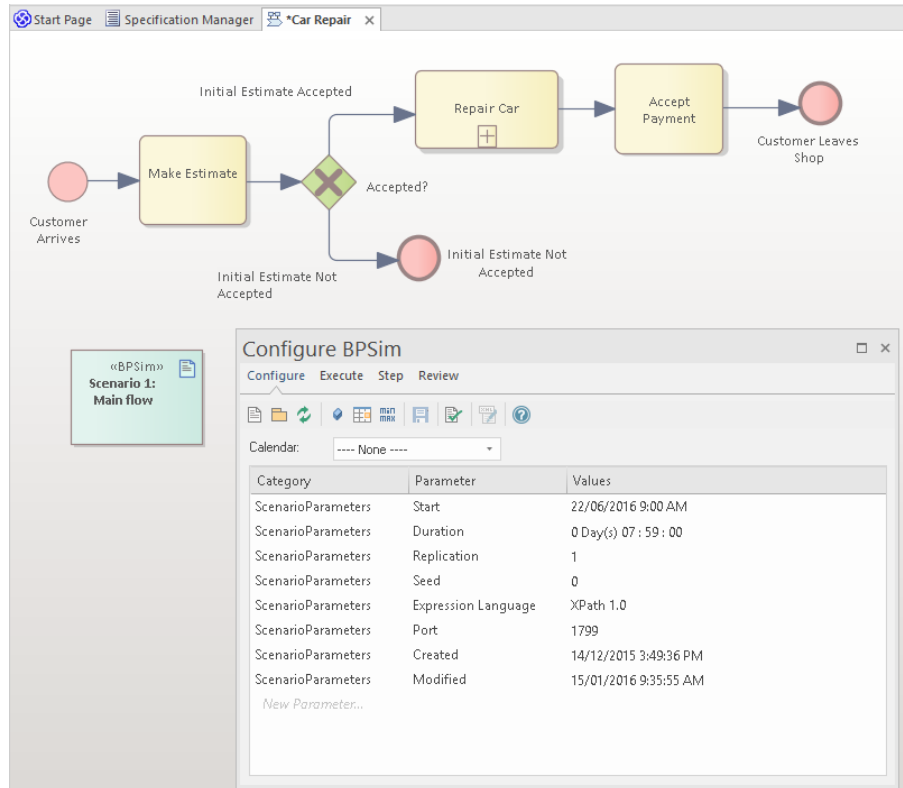 Start Page Specification Manager *Car Repair x
Initial Estimate Accepted
Repair Car
Accept
Payment
Customer Leaves
Shop
Make Estimate
Accepted?
Customer
Arrives
Initial Estimate Not
Accepted
Initial Estimate Not
Accepted
«BPSim»
Scenario 1:
Main flow
Configure BPSim
Configure Execute Step Review
min
max
Calendar: ---- None ----
Category Parameter Values
ScenarioParameters Start 22/06/2016 9:00 AM
ScenarioParameters Duration 0 Day(s) 07 : 59 : 00
ScenarioParameters Replication 1
ScenarioParameters Seed 0
ScenarioParameters Expression Language XPath 1.0
ScenarioParameters Port 1799
ScenarioParameters Created 14/12/2015 3:49:36 PM
ScenarioParameters Modified 15/01/2016 9:35:55 AM
New Parameter...